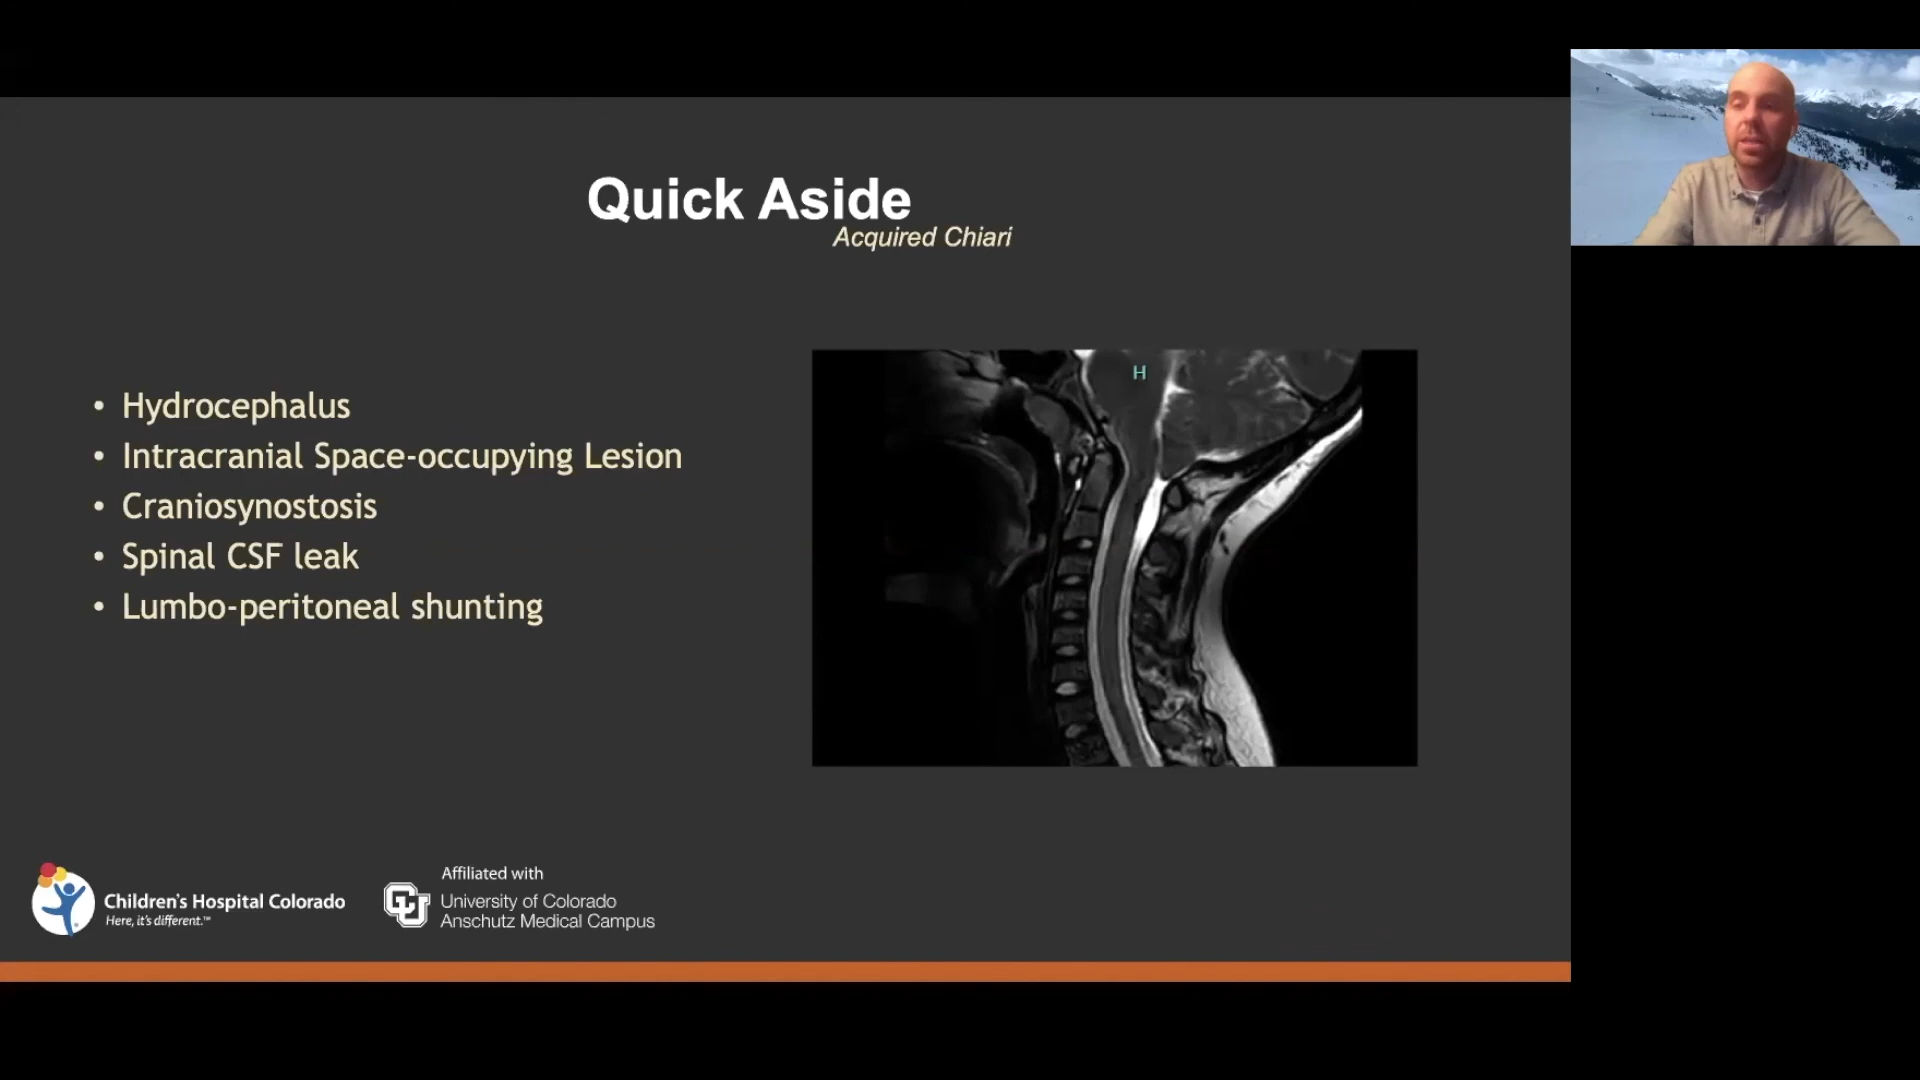 Quick Aside
Acquired Chiari
• Hydrocephalus
• Intracranial Space-occupying Lesion
• Craniosynostosis
• Spinal CSF leak
• Lumbo-peritoneal shunting
H
Children's Hospital Colorado
Here, it's different.™
Affiliated with
University of Colorado
Anschutz Medical Campus